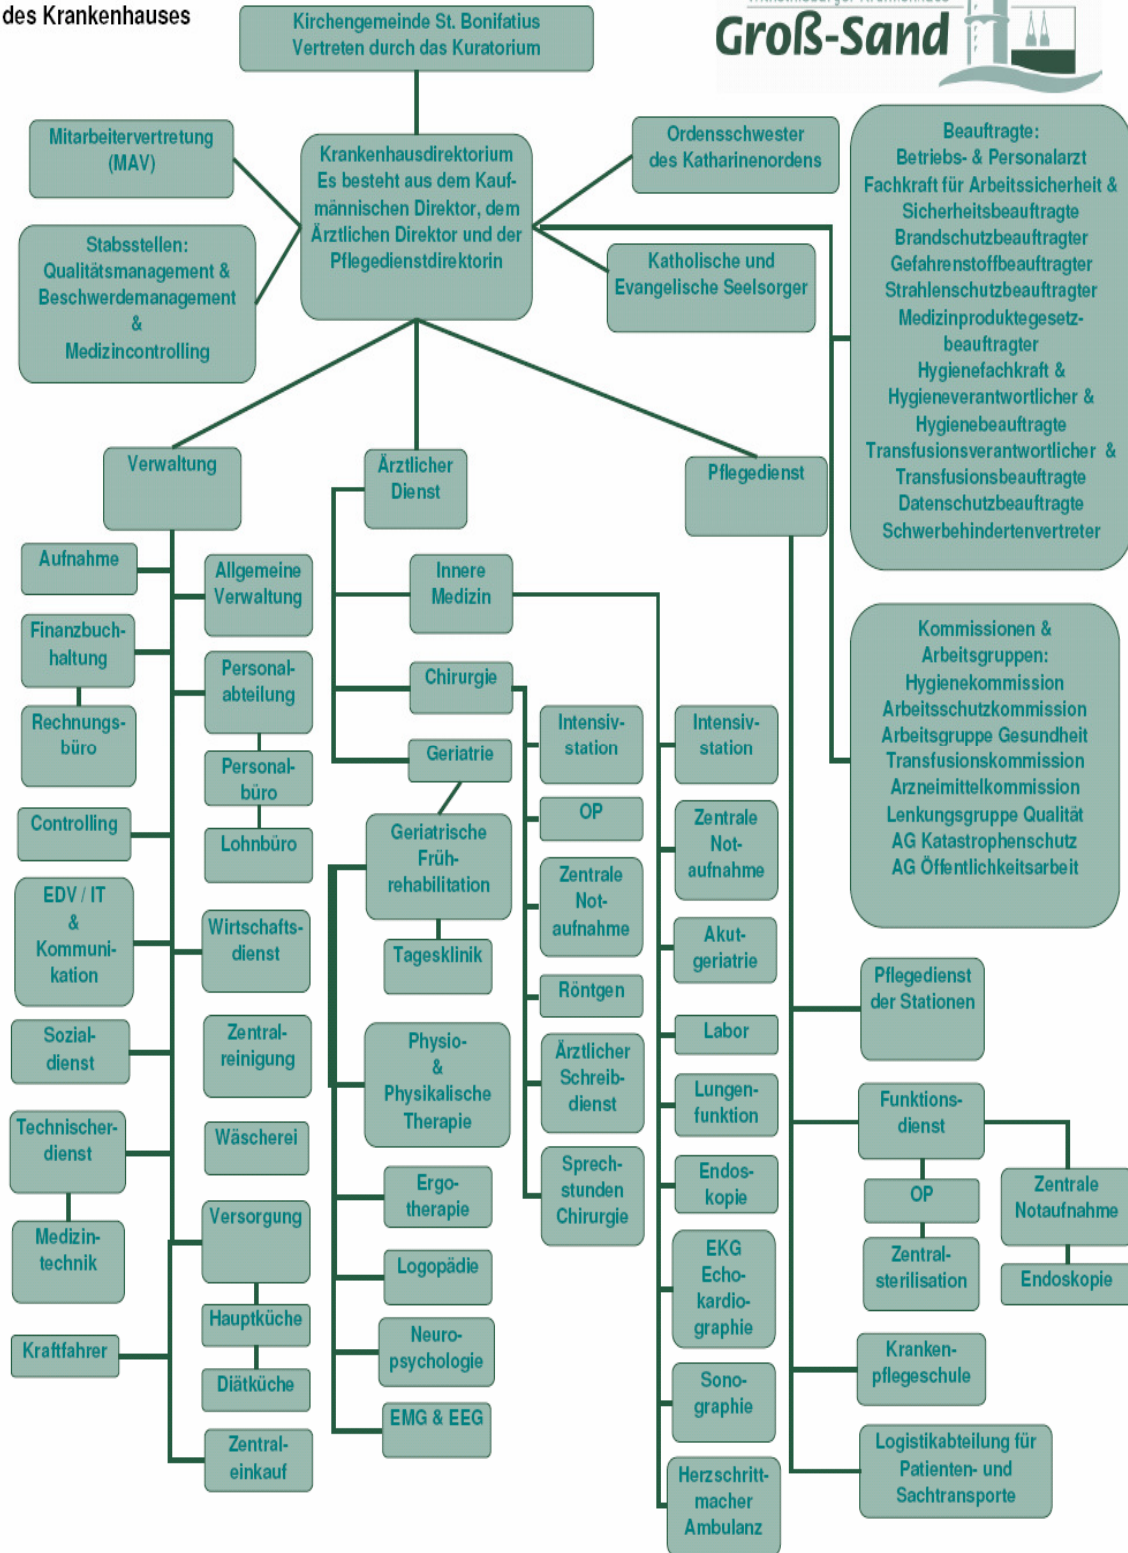 des Krankenhauses
Kirchengemeinde St. Bonifatius
Vertreten durch das Kuratorium
Groß-Sand
Mitarbeitervertretung
(MAV)
Krankenhausdirektorium
Es besteht aus dem Kauf-
männischen Direktor, dem
Ärztlichen Direktor und der
Pflegedienstdirektorin
Ordensschwester
des Katharinenordens
Stabsstellen:
Qualitätsmanagement &
Beschwerdemanagement
&
Medizincontrolling
Katholische und
Evangelische Seelsorger
Beauftragte:
Betriebs- & Personalarzt
Fachkraft für Arbeitssicherheit &
Sicherheitsbeauftragte
Brandschutzbeauftragter
Gefahrenstoffbeauftragter
Strahlenschutzbeauftragter
Medizinproduktegesetz-
beauftragter
Hygienefachkraft &
Hygieneverantwortlicher &
Hygienebeauftragte
Transfusionsverantwortlicher &
Transfusionsbeauftragte
Datenschutzbeauftragte
Schwerbehindertenvertreter
Kommissionen &
Arbeitsgruppen:
Hygienekommission
Arbeitsschutzkommission
Arbeitsgruppe Gesundheit
Transfusionskommission
Arzneimittelkommission
Lenkungsgruppe Qualität
AG Katastrophenschutz
AG Öffentlichkeitsarbeit
Verwaltung
Aufnahme
Finanzbuch-
haltung
Rechnungs-
büro
Controlling
EDV / IT
&
Kommuni-
kation
Sozial-
dienst
Technischer-
dienst
Medizin-
technik
Kraftfahrer
Allgemeine
Verwaltung
Personal-
abteilung
Personal-
büro
Lohnbüro
Wirtschafts-
dienst
Zentral-
reinigung
Wäscherei
Versorgung
Hauptküche
Diätküche
Zentral-
einkauf
Ärztlicher
Dienst
Innere
Medizin
Chirurgie
Geriatrie
Geriatrische
Früh-
rehabilitation
Tagesklinik
Physio-
&
Physikalische
Therapie
Ergo-
therapie
Logopädie
Neuro-
psychologie
EMG & EEG
Intensiv-
station
OP
Zentrale
Not-
aufnahme
Röntgen
Ärztlicher
Schreib-
dienst
Sprech-
stunden
Chirurgie
Intensiv-
station
Zentrale
Not-
aufnahme
Akut-
geriatrie
Labor
Lungen-
funktion
Endos-
kopie
EKG
Echo-
kardio-
graphie
Sono-
graphie
Herzschritt-
macher
Ambulanz
Pflegedienst
Pflegedienst
der Stationen
Funktions-
dienst
OP
Zentral-
sterilisation
Zentrale
Notaufnahme
Endoskopie
Kranken-
pflegeschule
Logistikabteilung für
Patienten- und
Sachtransporte